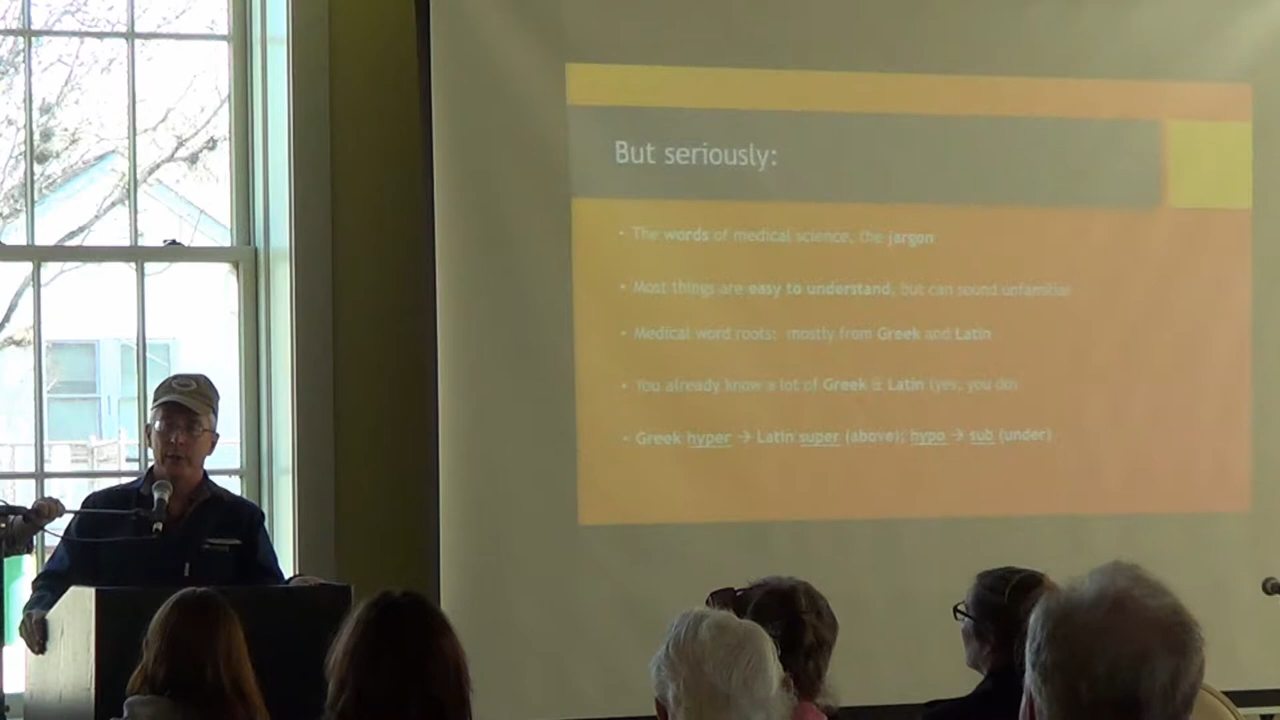 But seriously:
• The words of medical science, the jargon
• Most things are easy to understand, but can sound unfamiliar
• Medical word roots: mostly from Greek and Latin
• You already know a lot of Greek & Latin (yes, you do)
• Greek hyper → Latin super (above); hypo → sub (under)